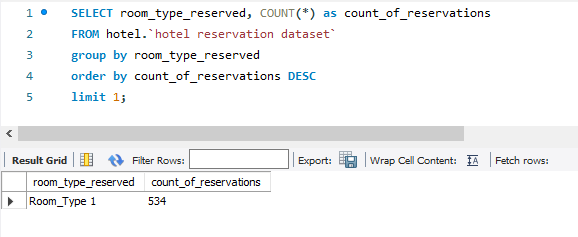 1 SELECT room_type_reserved, COUNT(*) as count_of_reservations
2 FROM hotel.`hotel reservation dataset`
3 group by room_type_reserved
4 order by count_of_reservations DESC
5 limit 1;
Result Grid Filter Rows: Export: Wrap Cell Content: Fetch rows:
room_type_reserved count_of_reservations
Room_Type 1 534